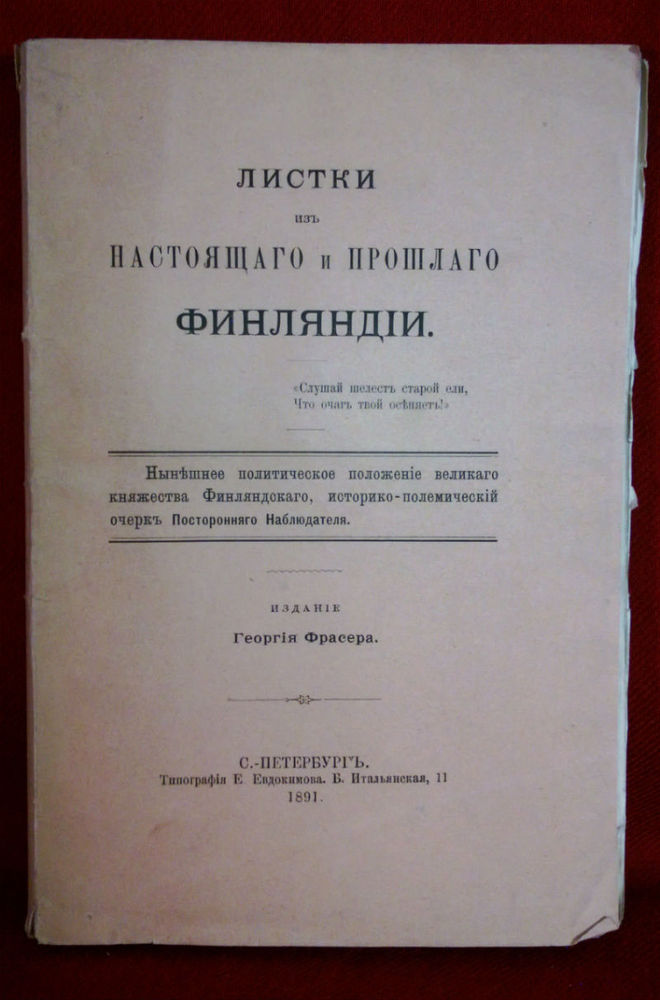 ЛИСТКИ
ИЗЪ
НАСТОЯЩАГО и ПРОШЛАГО
ФИНЛЯНДІИ.
«Слушай шелестъ старой ели,
Что очагъ твой осѣняетъ!»
Нынѣшнее политическое положеніе великаго
княжества Финляндскаго, историко-полемическій
очеркъ Посторонняго Наблюдателя.
ИЗДАНІЕ
Георгія Фрасера.
С.-ПЕТЕРБУРГЪ.
Типографія Е. Евдокимова. Б. Итальянская, 11
1891.